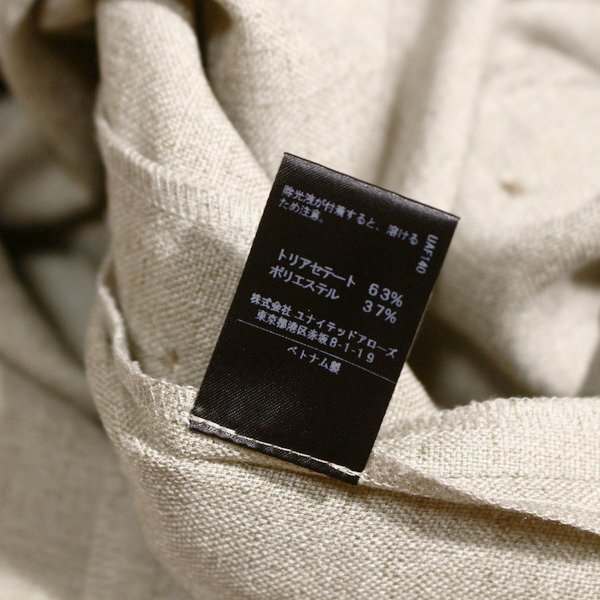 除光液が付着すると、溶ける
ため注意。
UAF140
トリアセテート 63%
ポリエステル 37%
株式会社 ユナイテッドアローズ
東京都港区赤坂8-1-19
ベトナム製